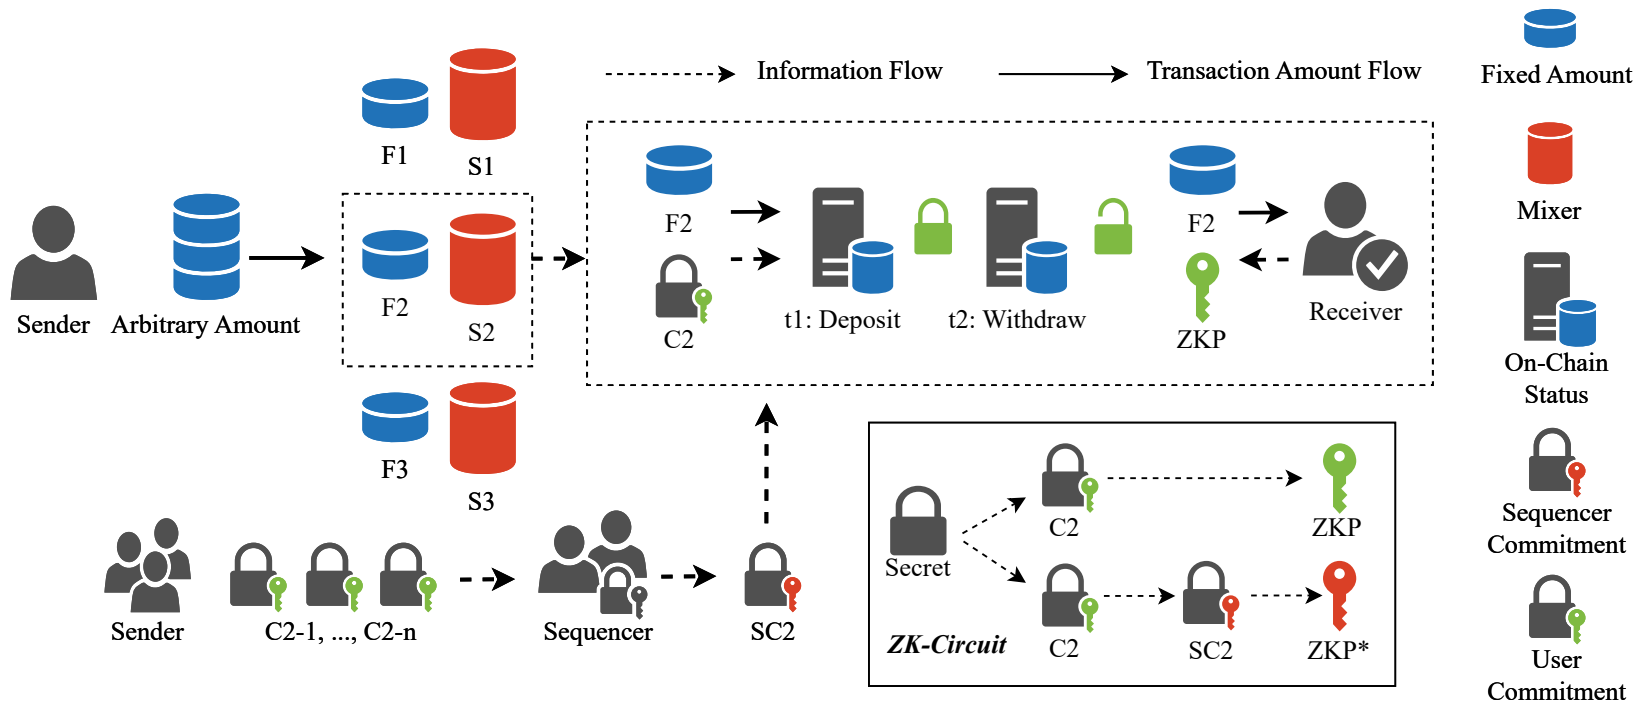 Information Flow
Transaction Amount Flow
Fixed Amount
F1
S1
Mixer
Sender
Arbitrary Amount
F2
S2
F2
C2
t1: Deposit
t2: Withdraw
F2
ZKP
Receiver
On-Chain
Status
F3
S3
Sender
C2-1, ..., C2-n
Sequencer
SC2
Secret
C2
ZKP
C2
SC2
ZKP*
ZK-Circuit
Sequencer
Commitment
User
Commitment